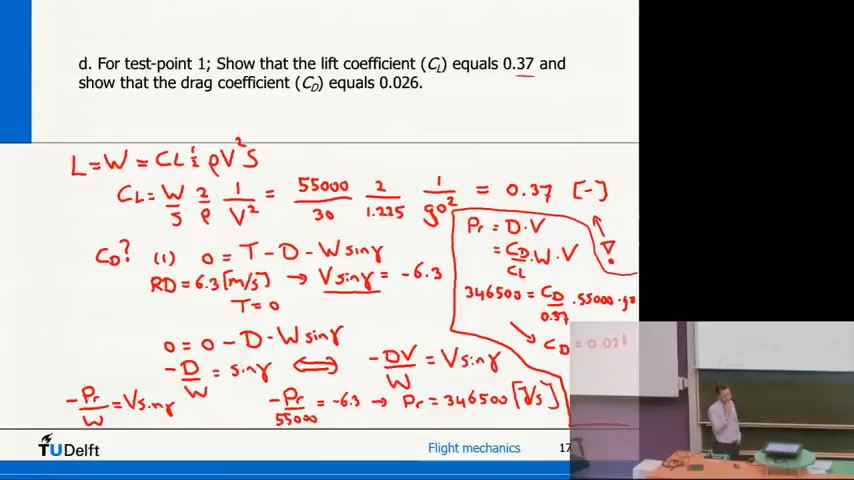 d. For test-point 1; Show that the lift coefficient (CL) equals 0.37 and
show that the drag coefficient (CD) equals 0.026.
L = W = CL ½ ρV²S
CL = W/S 2/ρ 1/V² = 55000/30 2/1.225 1/90² = 0.37 [-]
CD? (1) 0 = T - D - W sinγ
RD = 6.3 [m/s] → V sinγ = -6.3
T = 0
0 = 0 - D - W sinγ
-D/W = sinγ ⟺ -DV/W = V sinγ
-Pr/W = V sinγ -Pr/55000 = -6.3 → Pr = 346500 [J/s]
Pr = D · V
= CD/CL · W · V
346500 = CD/0.37 · 55000 · 90
→ CD = 0.026
!
TU Delft
Flight mechanics 17